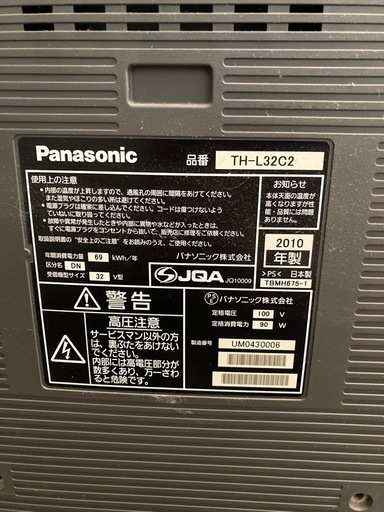 Panasonic
品番 TH-L32C2
使用上の注意
・内部の温度が上昇しますので、通風孔の周囲に間隔をあけてください。
また湿気やほこりの多い所は避けてください。
・電源プラグは確実に差し込んでください。コードは傷つけないよう
ていねいに取り扱ってください。
・故障や異常が発生したときや内部に異物や水などが入ったときは、
すぐに電源プラグをコンセントから抜いて、販売店に修理をご依頼ください。
取扱説明書の“安全上のご注意”をお読みのうえ、ご使用ください。
お知らせ
本体天面の温度
が高くなりますが
性能・品質には問
題ありません。
年間消費電力量 69 kWh/年
区分名 DN
受信機型サイズ 32 V型
パナソニック株式会社
JQA JQ10009
2010
年製
>PS< 日本製
TBMH675-1
警告
高圧注意
サービスマン以外の方
は、裏ぶたをあけない
でください。
内部には高電圧部分が
数多くあり、万一さわ
ると危険です。
PSE パナソニック株式会社
定格電圧 100 V
定格消費電力 90 W
製造番号 UM0430006